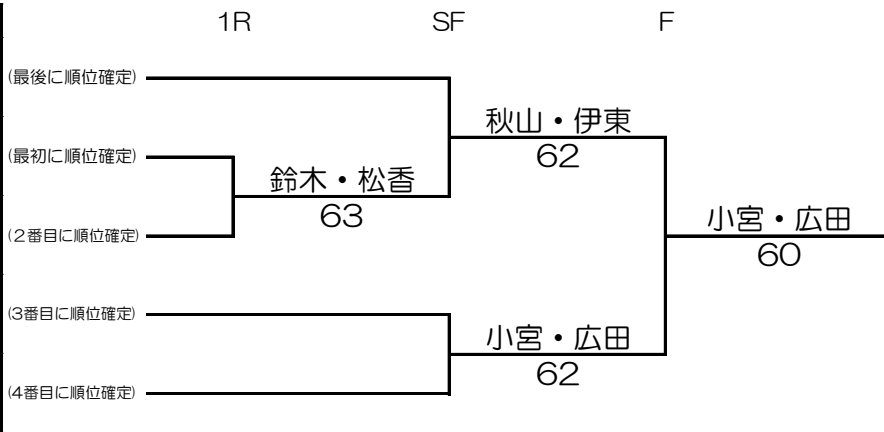 1R SF F
(最後に順位確定)
秋山・伊東
62
(最初に順位確定)
鈴木・松香
63
小宮・広田
60
(2番目に順位確定)
(3番目に順位確定)
小宮・広田
62
(4番目に順位確定)